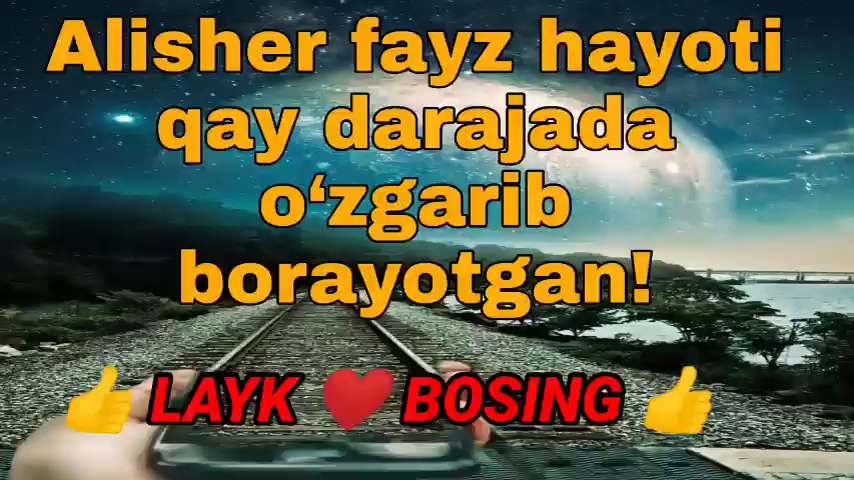 Alisher fayz hayoti
qay darajada
o‘zgarib
borayotgan!
👍 LAYK ❤️ BOSING 👍